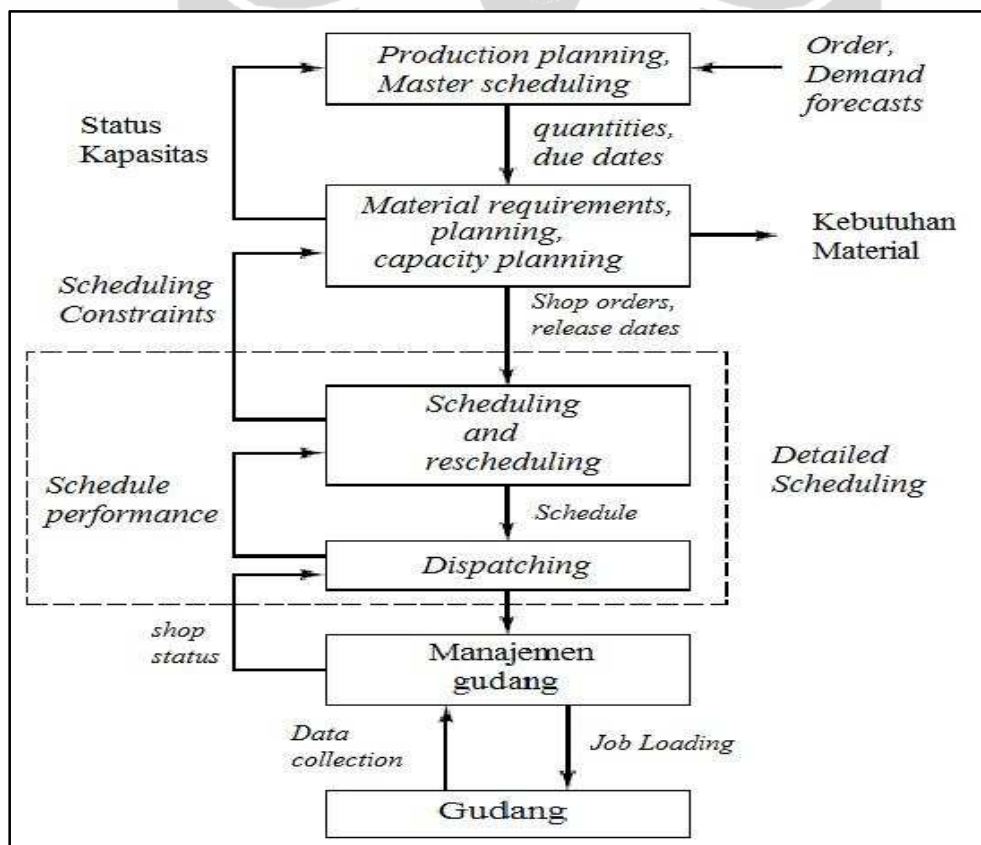 Production planning,
Master scheduling
Order,
Demand
forecasts
Status
Kapasitas
quantities,
due dates
Material requirements,
planning,
capacity planning
Kebutuhan
Material
Scheduling
Constraints
Shop orders,
release dates
Scheduling
and
rescheduling
Detailed
Scheduling
Schedule
performance
Schedule
Dispatching
shop
status
Manajemen
gudang
Data
collection
Job Loading
Gudang